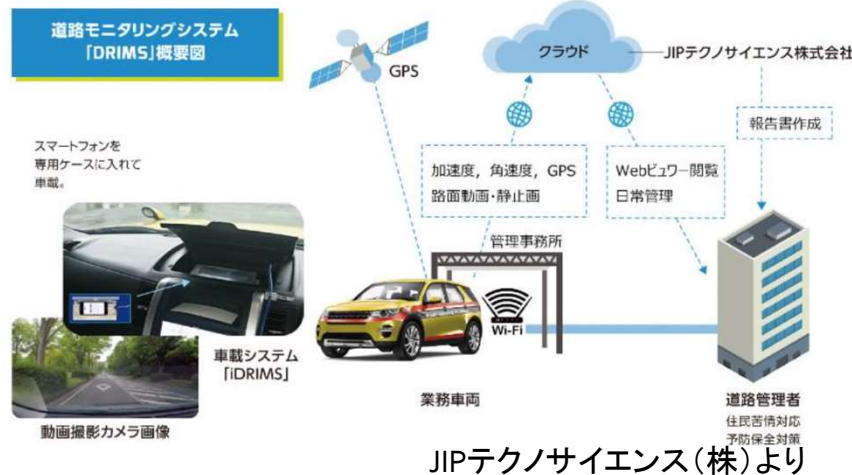 道路モニタリングシステム
「DRIMS」概要図
GPS
クラウド
JIPテクノサイエンス株式会社
報告書作成
スマートフォンを
専用ケースに入れて
車載。
加速度，角速度，GPS
路面動画・静止画
Webビュワー閲覧
日常管理
管理事務所
Wi-Fi
車載システム
「iDRIMS」
動画撮影カメラ画像
業務車両
道路管理者
住民苦情対応
予防保全対策
JIPテクノサイエンス（株）より